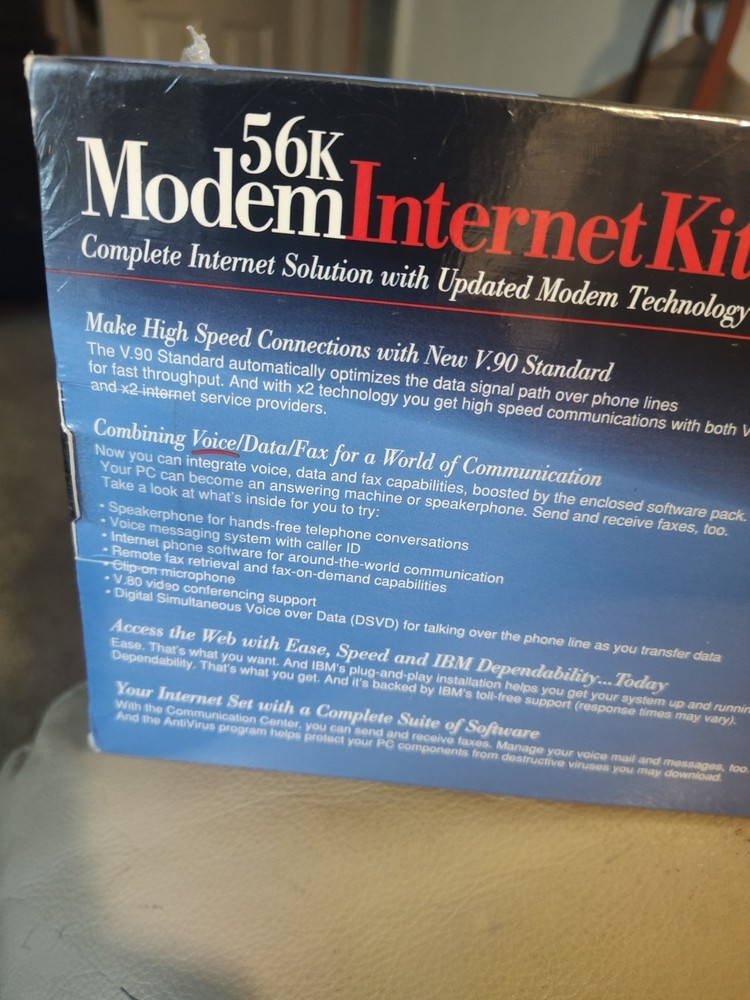 56K
Modem Internet Kit
Complete Internet Solution with Updated Modem Technology
Make High Speed Connections with New V.90 Standard
The V.90 Standard automatically optimizes the data signal path over phone lines
for fast throughput. And with x2 technology you get high speed communications with both V
and x2 internet service providers.
Combining Voice/Data/Fax for a World of Communication
Now you can integrate voice, data and fax capabilities, boosted by the enclosed software pack.
Your PC can become an answering machine or speakerphone. Send and receive faxes, too.
Take a look at what's inside for you to try:
• Speakerphone for hands-free telephone conversations
• Voice messaging system with caller ID
• Internet phone software for around-the-world communication
• Remote fax retrieval and fax-on-demand capabilities
• Clip-on microphone
• V.80 video conferencing support
• Digital Simultaneous Voice over Data (DSVD) for talking over the phone line as you transfer data
Access the Web with Ease, Speed and IBM Dependability...Today
Ease. That's what you want. And IBM's plug-and-play installation helps you get your system up and runnin
Dependability. That's what you get. And it's backed by IBM's toll-free support (response times may vary).
Your Internet Set with a Complete Suite of Software
With the Communication Center, you can send and receive faxes. Manage your voice mail and messages, too.
And the AntiVirus program helps protect your PC components from destructive viruses you may download.